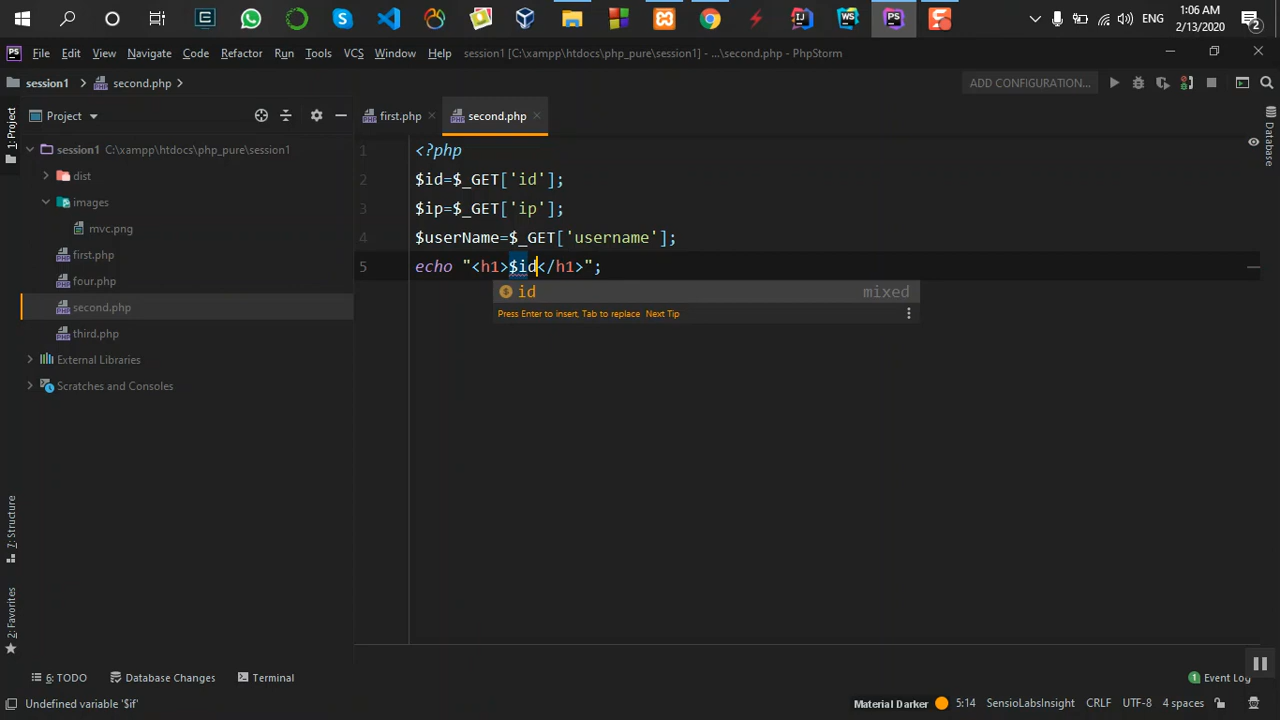 ENG
1:06 AM
2/13/2020
2
PS
File Edit View Navigate Code Refactor Run Tools VCS Window Help session1 [C:\xampp\htdocs\php_pure\session1] - ...\second.php - PhpStorm
session1 second.php
ADD CONFIGURATION...
1: Project
Project
first.php
second.php
session1 C:\xampp\htdocs\php_pure\session1
dist
images
mvc.png
first.php
four.php
second.php
third.php
External Libraries
Scratches and Consoles
1 <?php
2 $id=$_GET['id'];
3 $ip=$_GET['ip'];
4 $userName=$_GET['username'];
5 echo "<h1>$id</h1>";
id mixed
Press Enter to insert, Tab to replace Next Tip
Database
7: Structure
2: Favorites
6: TODO Database Changes Terminal
1 Event Log
Undefined variable '$if'
Material Darker 5:14 SensioLabsInsight CRLF UTF-8 4 spaces